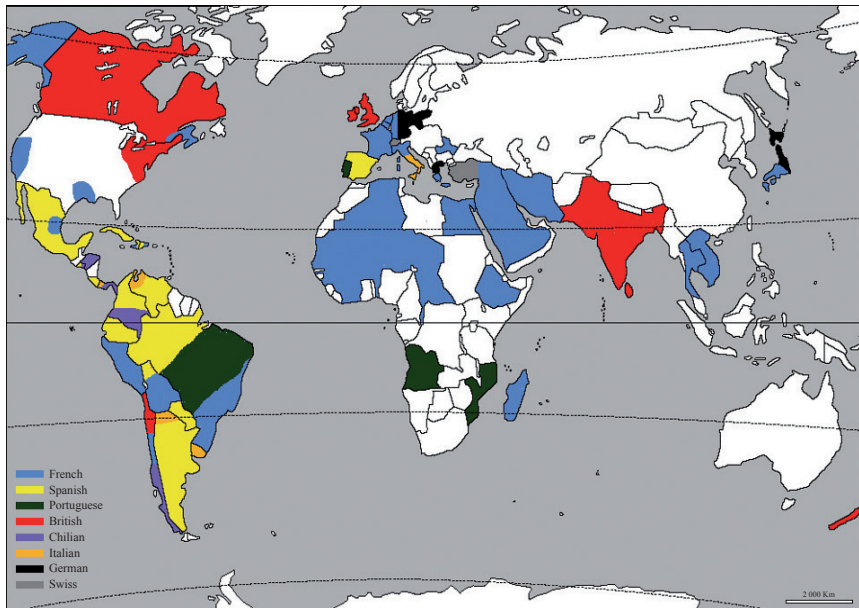 French
Spanish
Portuguese
British
Chilian
Italian
German
Swiss
2 000 Km